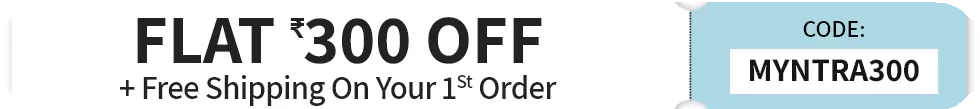 FLAT ₹300 OFF
+ Free Shipping On Your 1St Order
CODE:
MYNTRA300